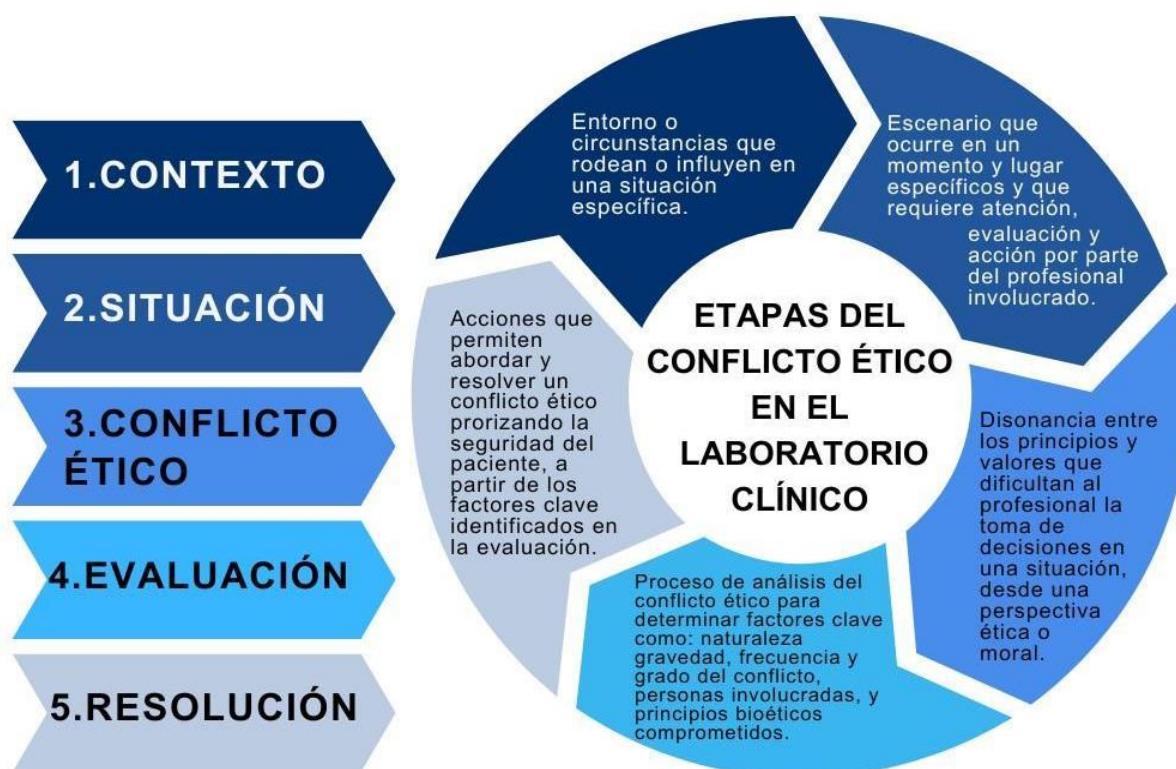 1.CONTEXTO
2.SITUACIÓN
3.CONFLICTO
ÉTICO
4.EVALUACIÓN
5.RESOLUCIÓN
ETAPAS DEL
CONFLICTO ÉTICO
EN EL
LABORATORIO
CLÍNICO
Entorno o
circunstancias que
rodean o influyen en
una situación
específica.
Escenario que
ocurre en un
momento y lugar
específicos y que
requiere atención,
evaluación y
acción por parte
del profesional
involucrado.
Disonancia entre
los principios y
valores que
dificultan al
profesional la
toma de
decisiones en
una situación,
desde una
perspectiva
ética o
moral.
Proceso de análisis del
conflicto ético para
determinar factores clave
como: naturaleza
gravedad, frecuencia y
grado del conflicto,
personas involucradas, y
principios bioéticos
comprometidos.
Acciones que
permiten
abordar y
resolver un
conflicto ético
prorizando la
seguridad del
paciente, a
partir de los
factores clave
identificados en
la evaluación.